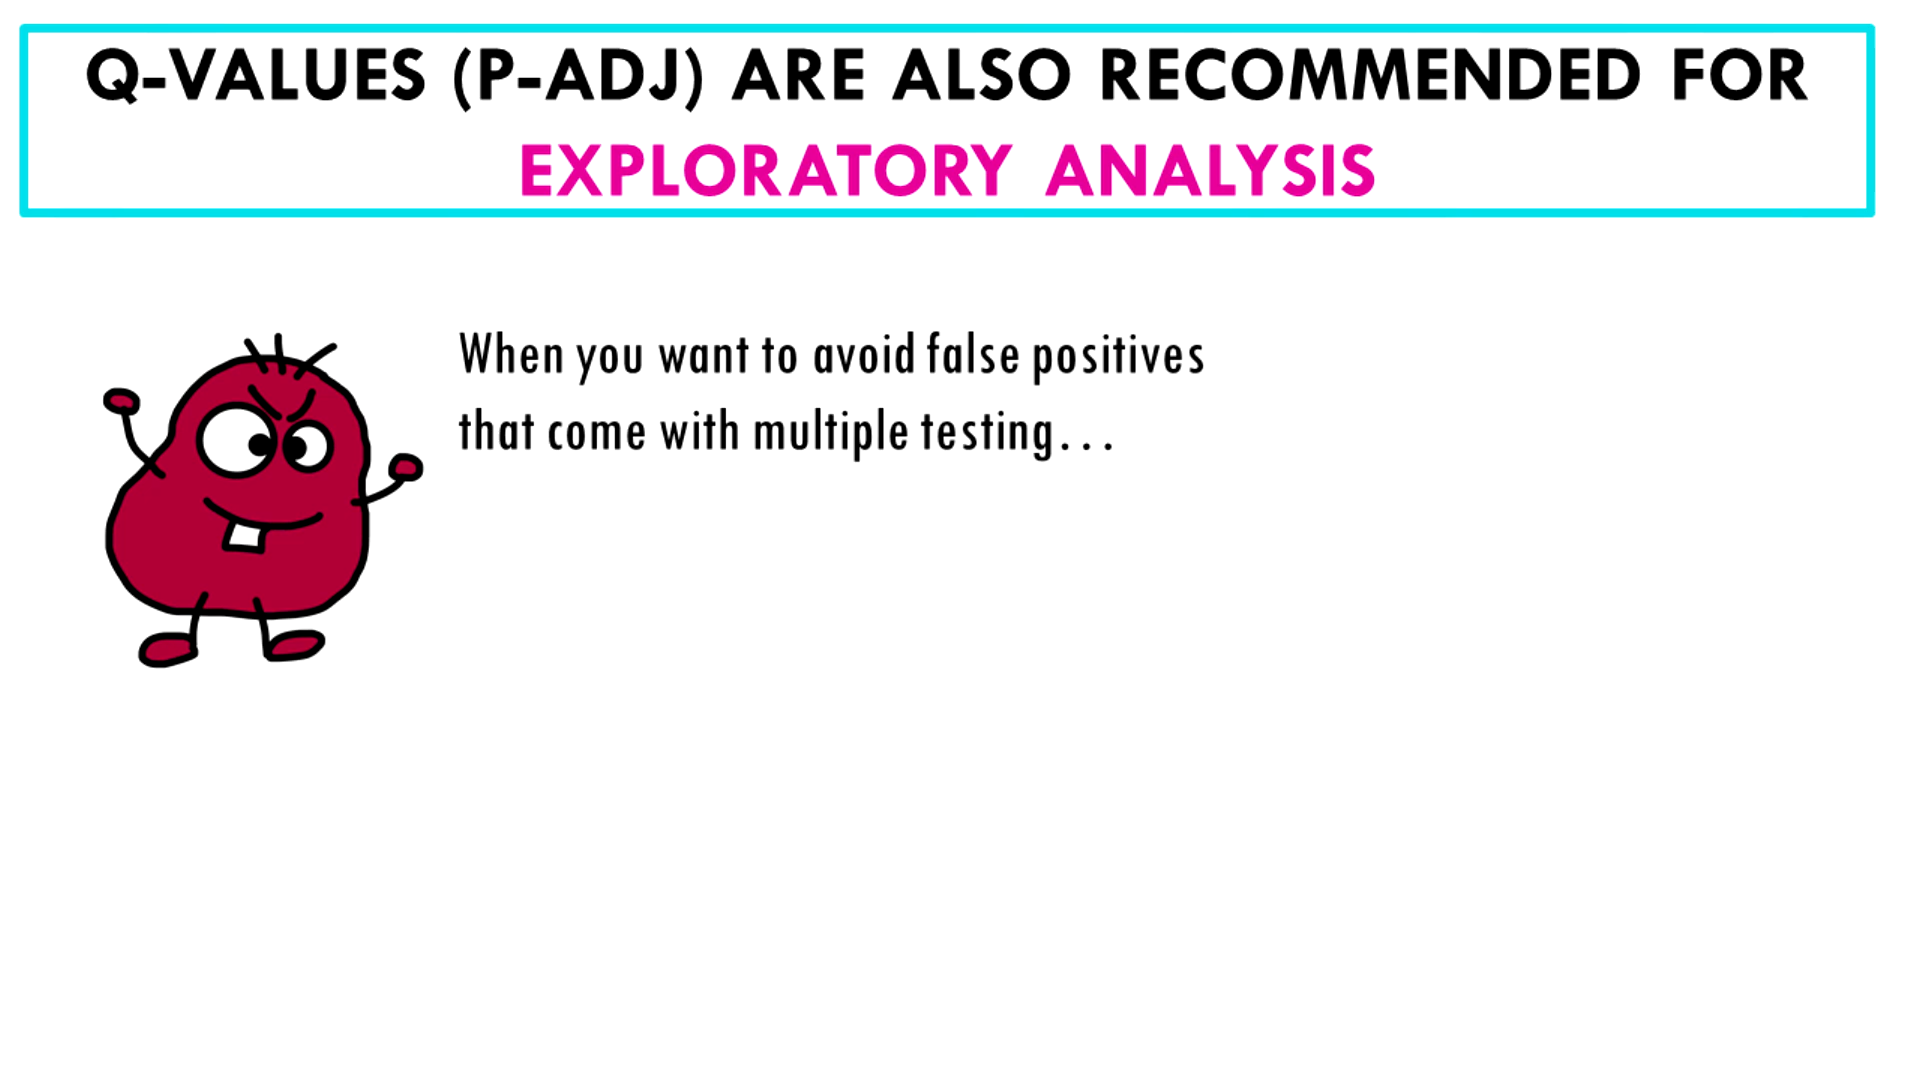 Q-VALUES (P-ADJ) ARE ALSO RECOMMENDED FOR
EXPLORATORY ANALYSIS
When you want to avoid false positives
that come with multiple testing...